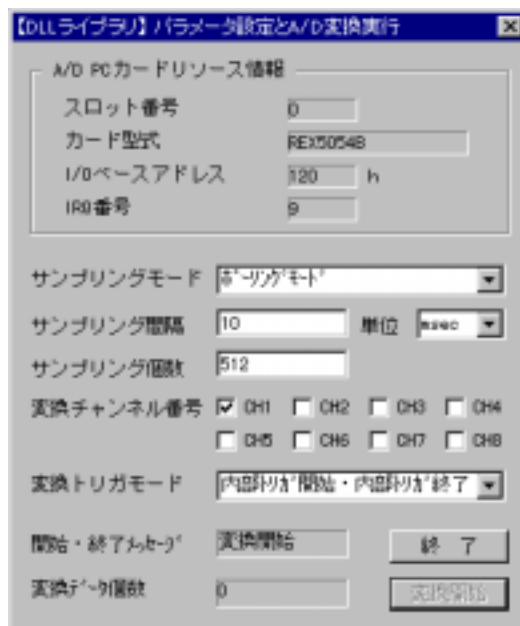 【DLLライブラリ】パラメータ設定とA/D変換実行
A/D PCカードリソース情報
スロット番号 0
カード型式 REX5054B
I/Oベースアドレス 120 h
IRQ番号 9
サンプリングモード ﾎﾟｰﾘﾝｸﾞﾓｰﾄﾞ
サンプリング間隔 10 単位 msec
サンプリング個数 512
変換チャンネル番号 CH1 CH2 CH3 CH4
CH5 CH6 CH7 CH8
変換トリガモード 内部ﾄﾘｶﾞ開始・内部ﾄﾘｶﾞ終了
開始・終了ﾒｯｾｰｼﾞ 変換開始 終 了
変換ﾃﾞｰﾀ個数 0 変換開始